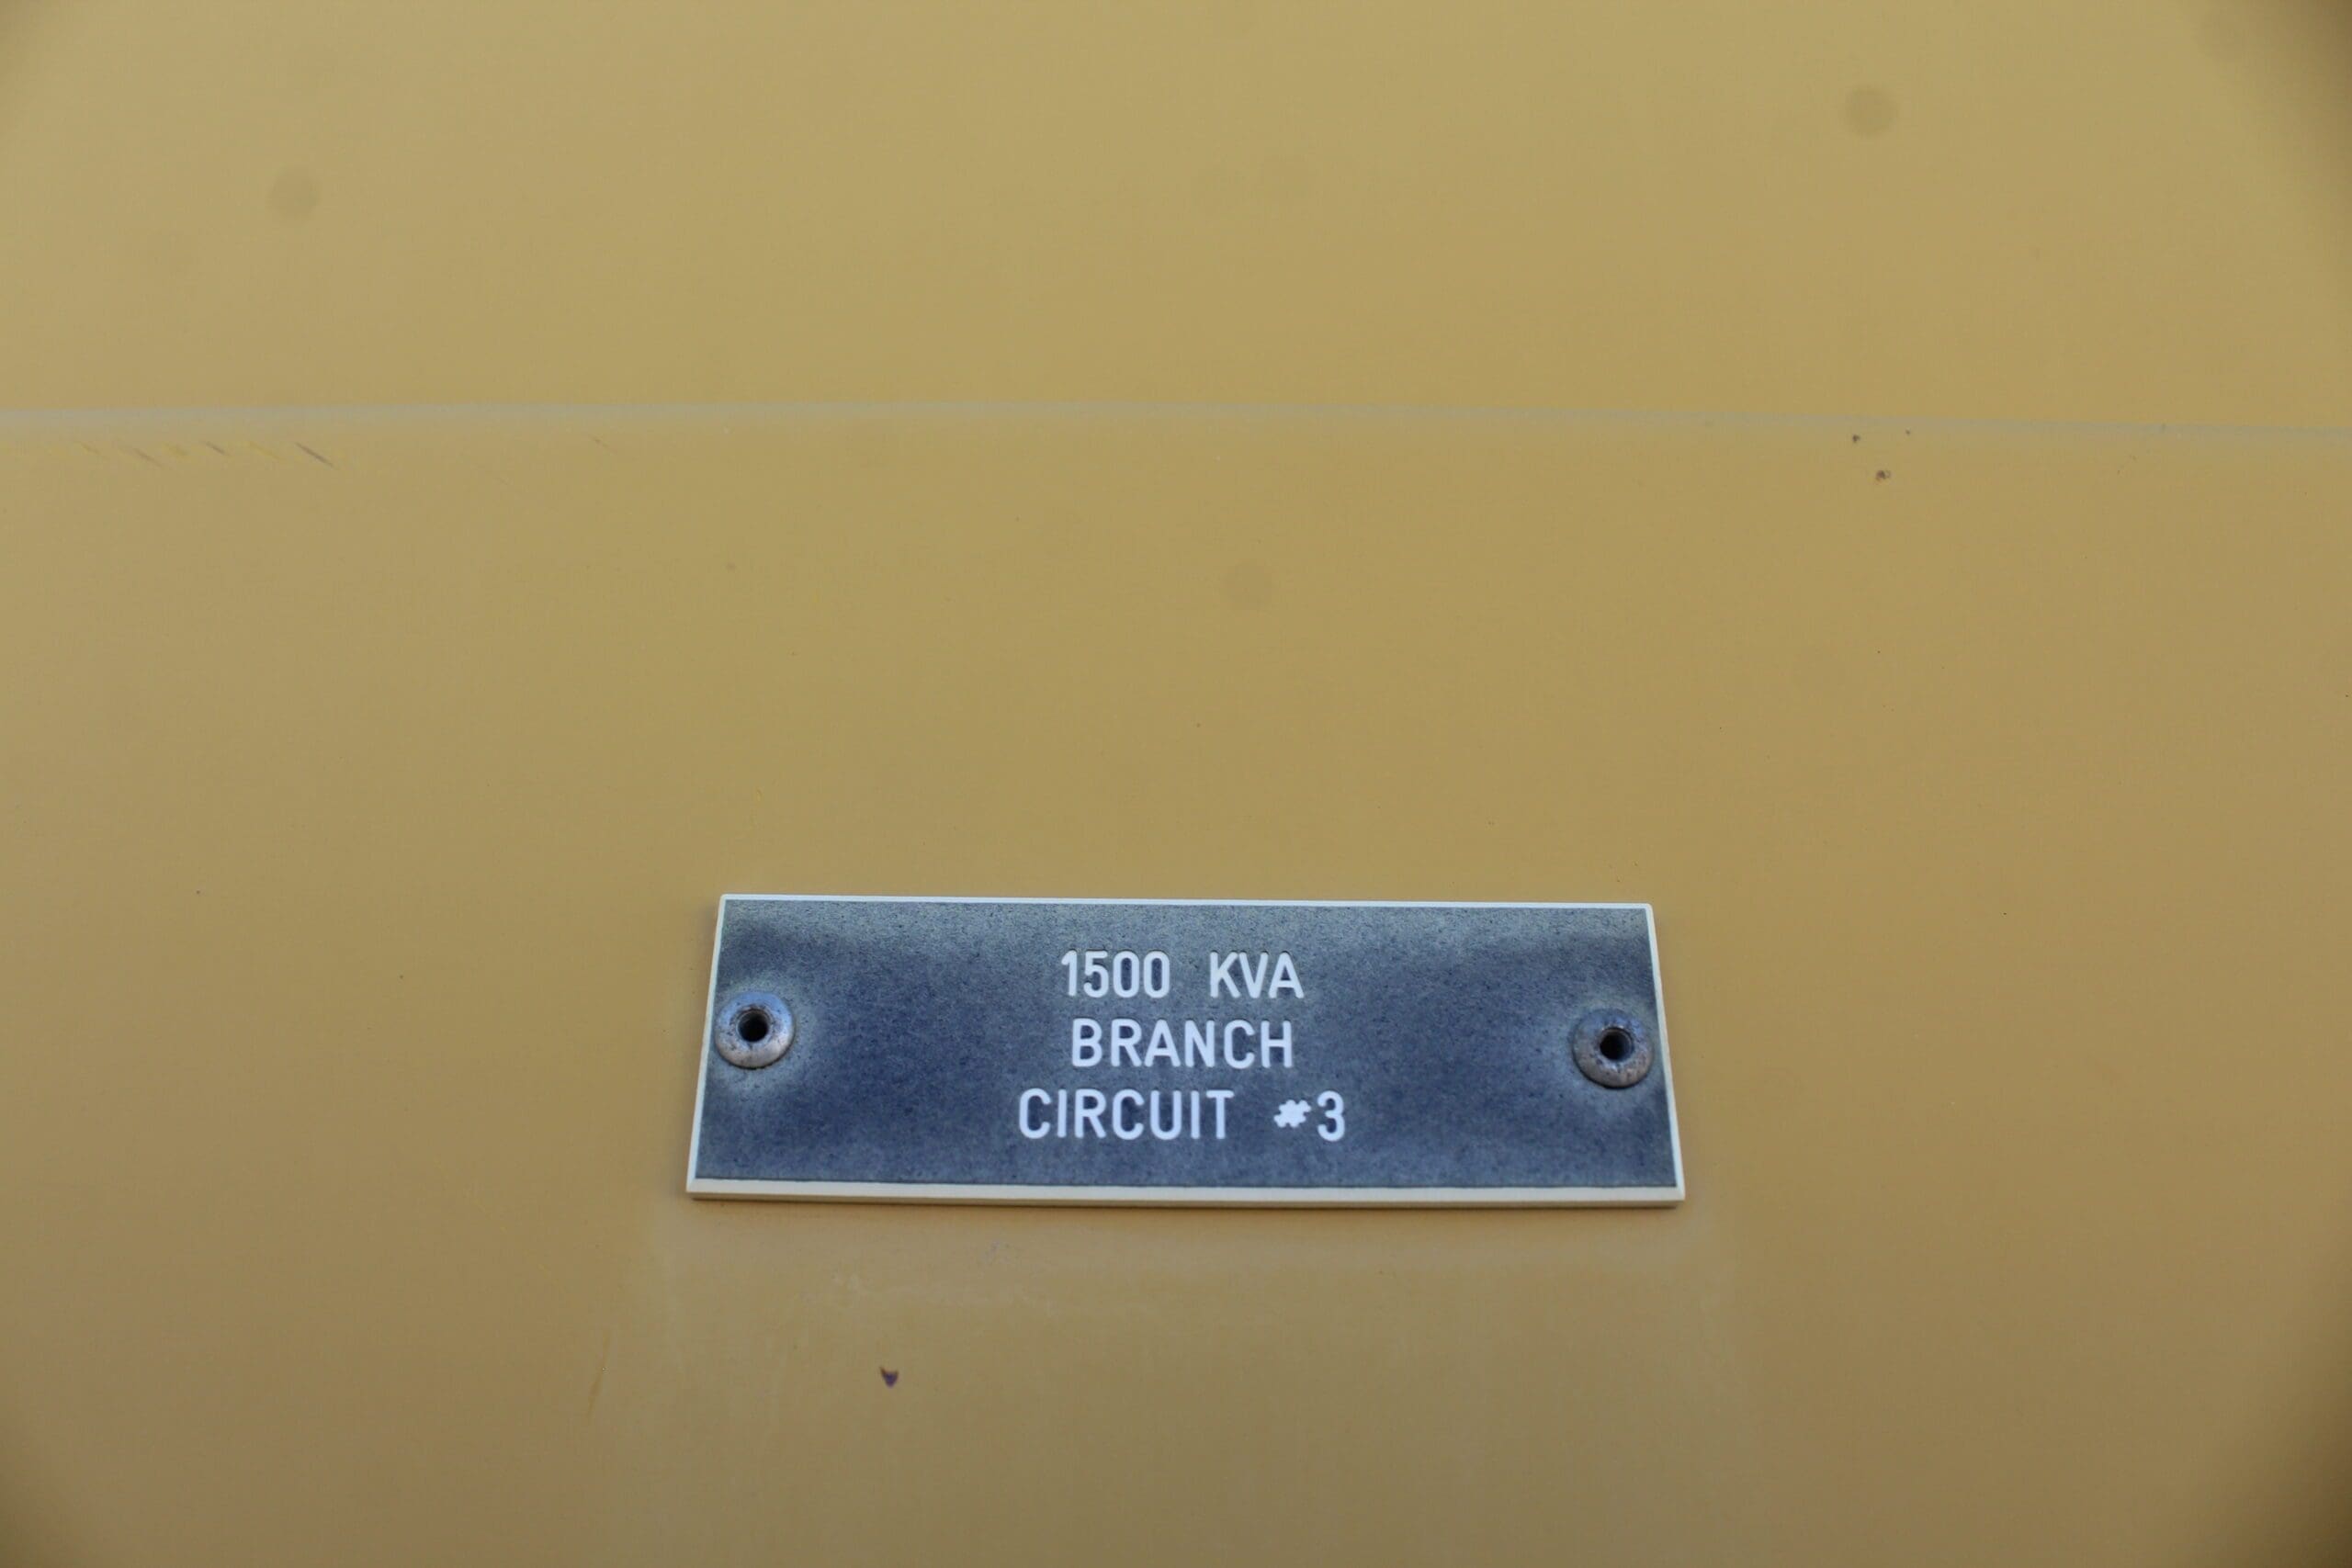 1500 KVA
BRANCH
CIRCUIT #3